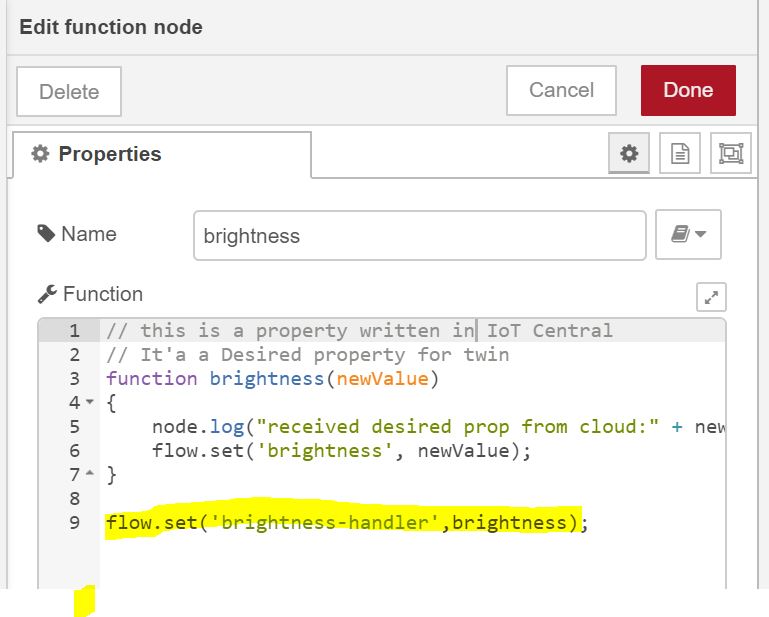 Edit function node
Delete
Cancel
Done
Properties
Name
brightness
Function
1 // this is a property written in IoT Central
2 // It'a a Desired property for twin
3 function brightness(newValue)
4 {
5 node.log("received desired prop from cloud:" + new
6 flow.set('brightness', newValue);
7 }
8
9 flow.set('brightness-handler',brightness);